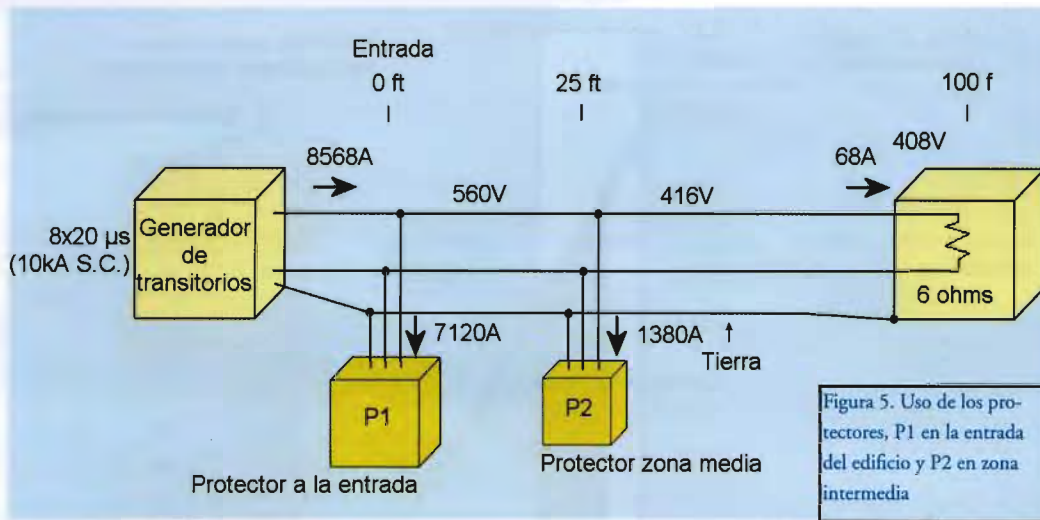 Entrada
0 ft
25 ft
100 f
8568A
560V
416V
68A
408V
8x20 µs
(10kA S.C.)
Generador
de
transitorios
6 ohms
7120A
1380A
Tierra
P1
P2
Protector a la entrada
Protector zona media
Figura 5. Uso de los pro-
tectores, P1 en la entrada
del edificio y P2 en zona
intermedia